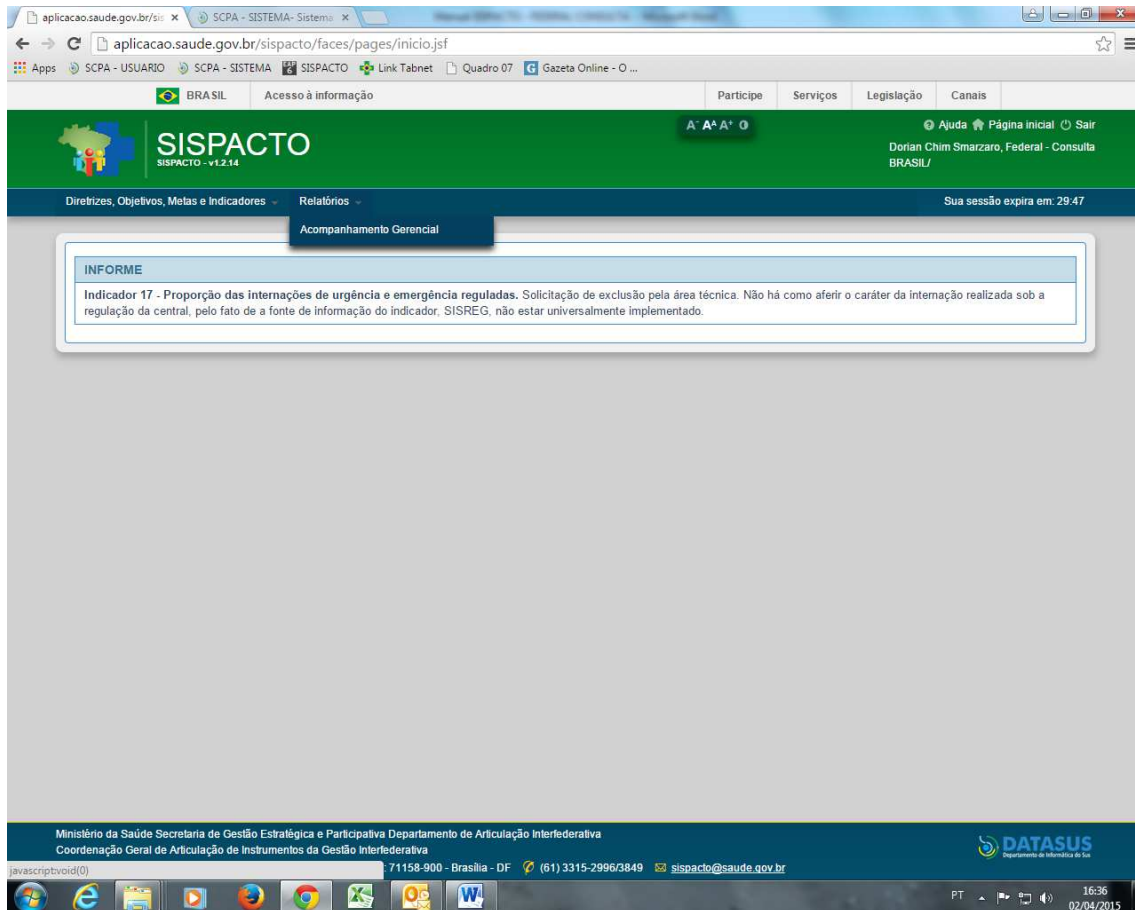 aplicacao.saude.gov.br/sis
SCPA - SISTEMA- Sistema
aplicacao.saude.gov.br/sispacto/faces/pages/inicio.jsf
Apps SCPA - USUARIO SCPA - SISTEMA SISPACTO Link Tabnet Quadro 07 Gazeta Online - O ...
BRASIL Acesso à informação Participe Serviços Legislação Canais
A- AA A+
Ajuda Página inicial Sair
SISPACTO
SISPACTO - v1.2.14
Dorian Chim Smarzaro, Federal - Consulta
BRASIL/
Diretrizes, Objetivos, Metas e Indicadores Relatórios Sua sessão expira em: 29:47
Acompanhamento Gerencial
INFORME
Indicador 17 - Proporção das internações de urgência e emergência reguladas. Solicitação de exclusão pela área técnica. Não há como aferir o caráter da internação realizada sob a
regulação da central, pelo fato de a fonte de informação do indicador, SISREG, não estar universalmente implementado.
Ministério da Saúde Secretaria de Gestão Estratégica e Participativa Departamento de Articulação Interfederativa
Coordenação Geral de Articulação de Instrumentos da Gestão Interfederativa
DATASUS
Departamento de Informática do Sus
javascript:void(0) : 71158-900 - Brasília - DF (61) 3315-2996/3849 sispacto@saude.gov.br
PT 16:36
02/04/2015